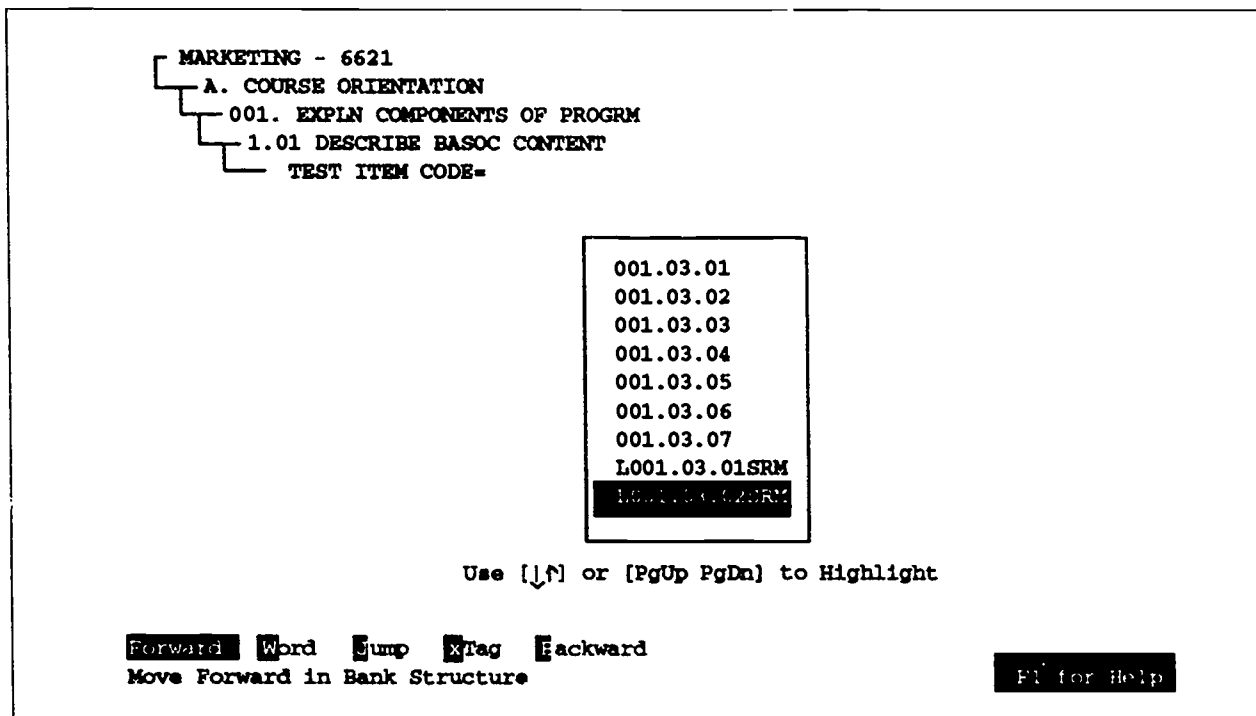 MARKETING - 6621
A. COURSE ORIENTATION
001. EXPLN COMPONENTS OF PROGRM
1.01 DESCRIBE BASOC CONTENT
TEST ITEM CODE=
001.03.01
001.03.02
001.03.03
001.03.04
001.03.05
001.03.06
001.03.07
L001.03.01SRM
L001.03.02SRM
Use [↓↑] or [PgUp PgDn] to Highlight
Forward Word Jump xTag Backward
Move Forward in Bank Structure
F1 for Help